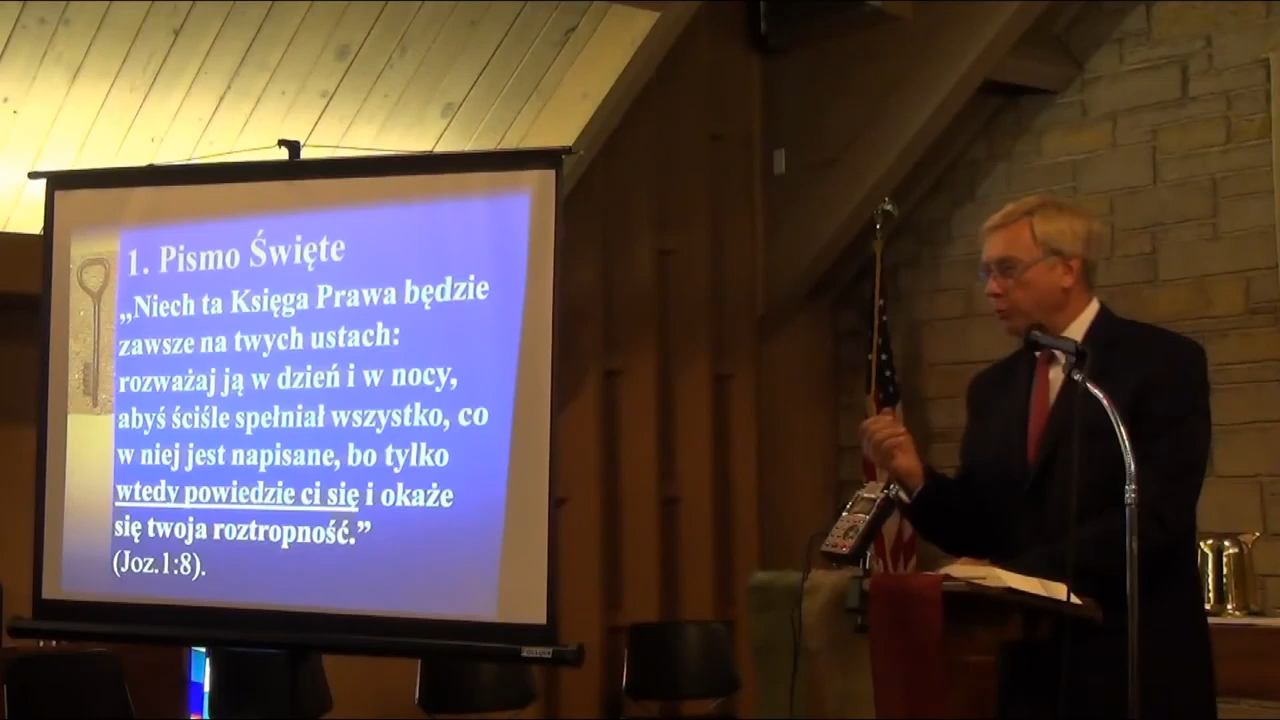 1. Pismo Święte
„Niech ta Księga Prawa będzie
zawsze na twych ustach:
rozważaj ją w dzień i w nocy,
abyś ściśle spełniał wszystko, co
w niej jest napisane, bo tylko
wtedy powiedzie ci się i okaże
się twoja roztropność.”
(Joz.1:8).